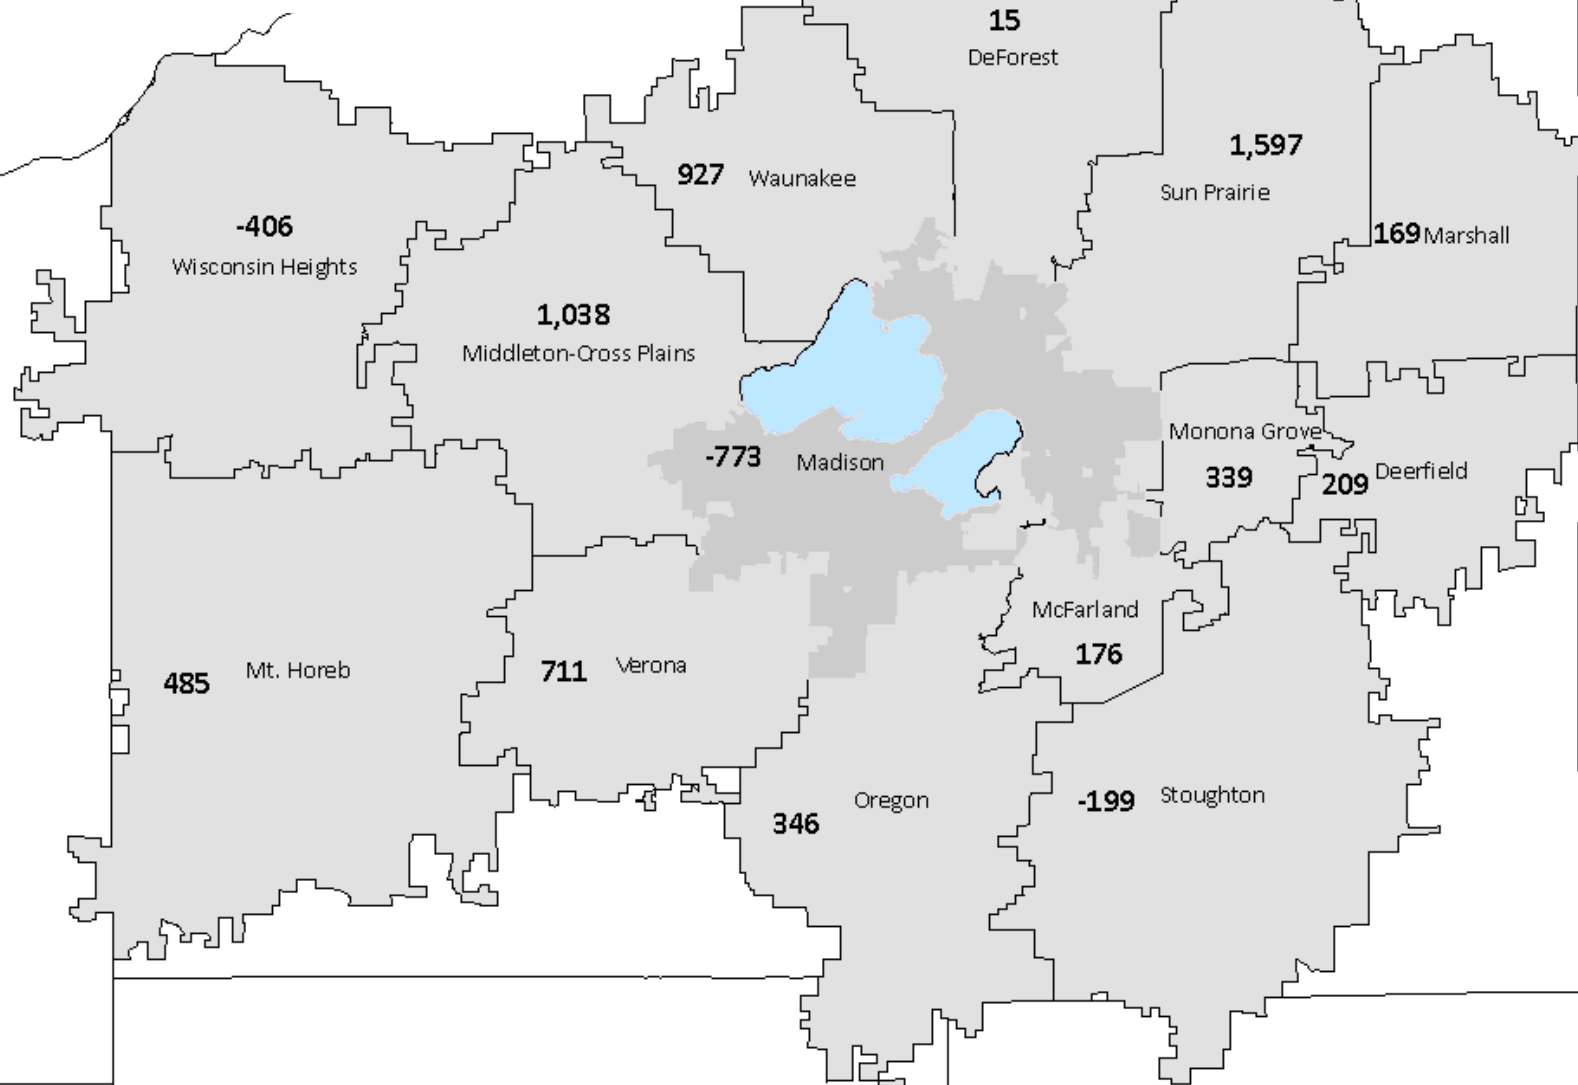 15
DeForest
1,597
927 Waunakee
Sun Prairie
-406
169 Marshall
Wisconsin Heights
1,038
Middleton-Cross Plains
Monona Grove
-773 Madison
339
209 Deerfield
McFarland
176
485 Mt. Horeb
711 Verona
346 Oregon
-199 Stoughton